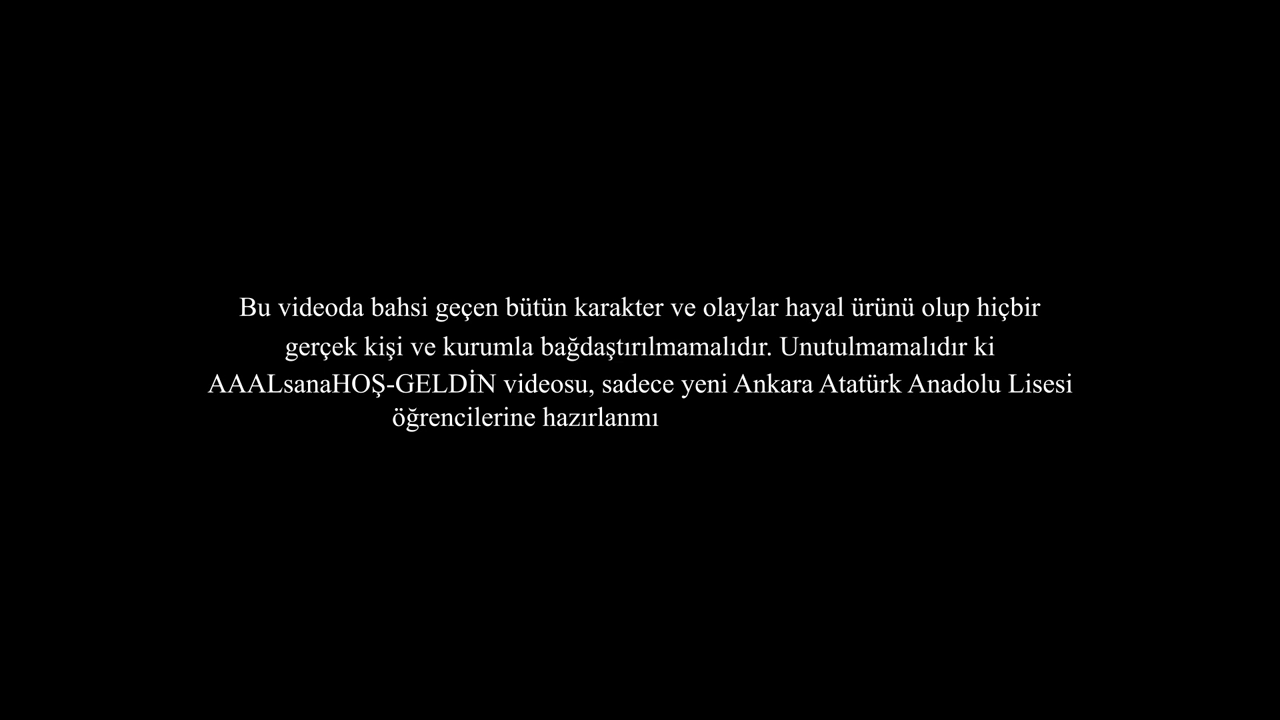 Bu videoda bahsi geçen bütün karakter ve olaylar hayal ürünü olup hiçbir
gerçek kişi ve kurumla bağdaştırılmamalıdır. Unutulmamalıdır ki
AAALsanaHOŞ-GELDİN videosu, sadece yeni Ankara Atatürk Anadolu Lisesi
öğrencilerine hazırlanmı